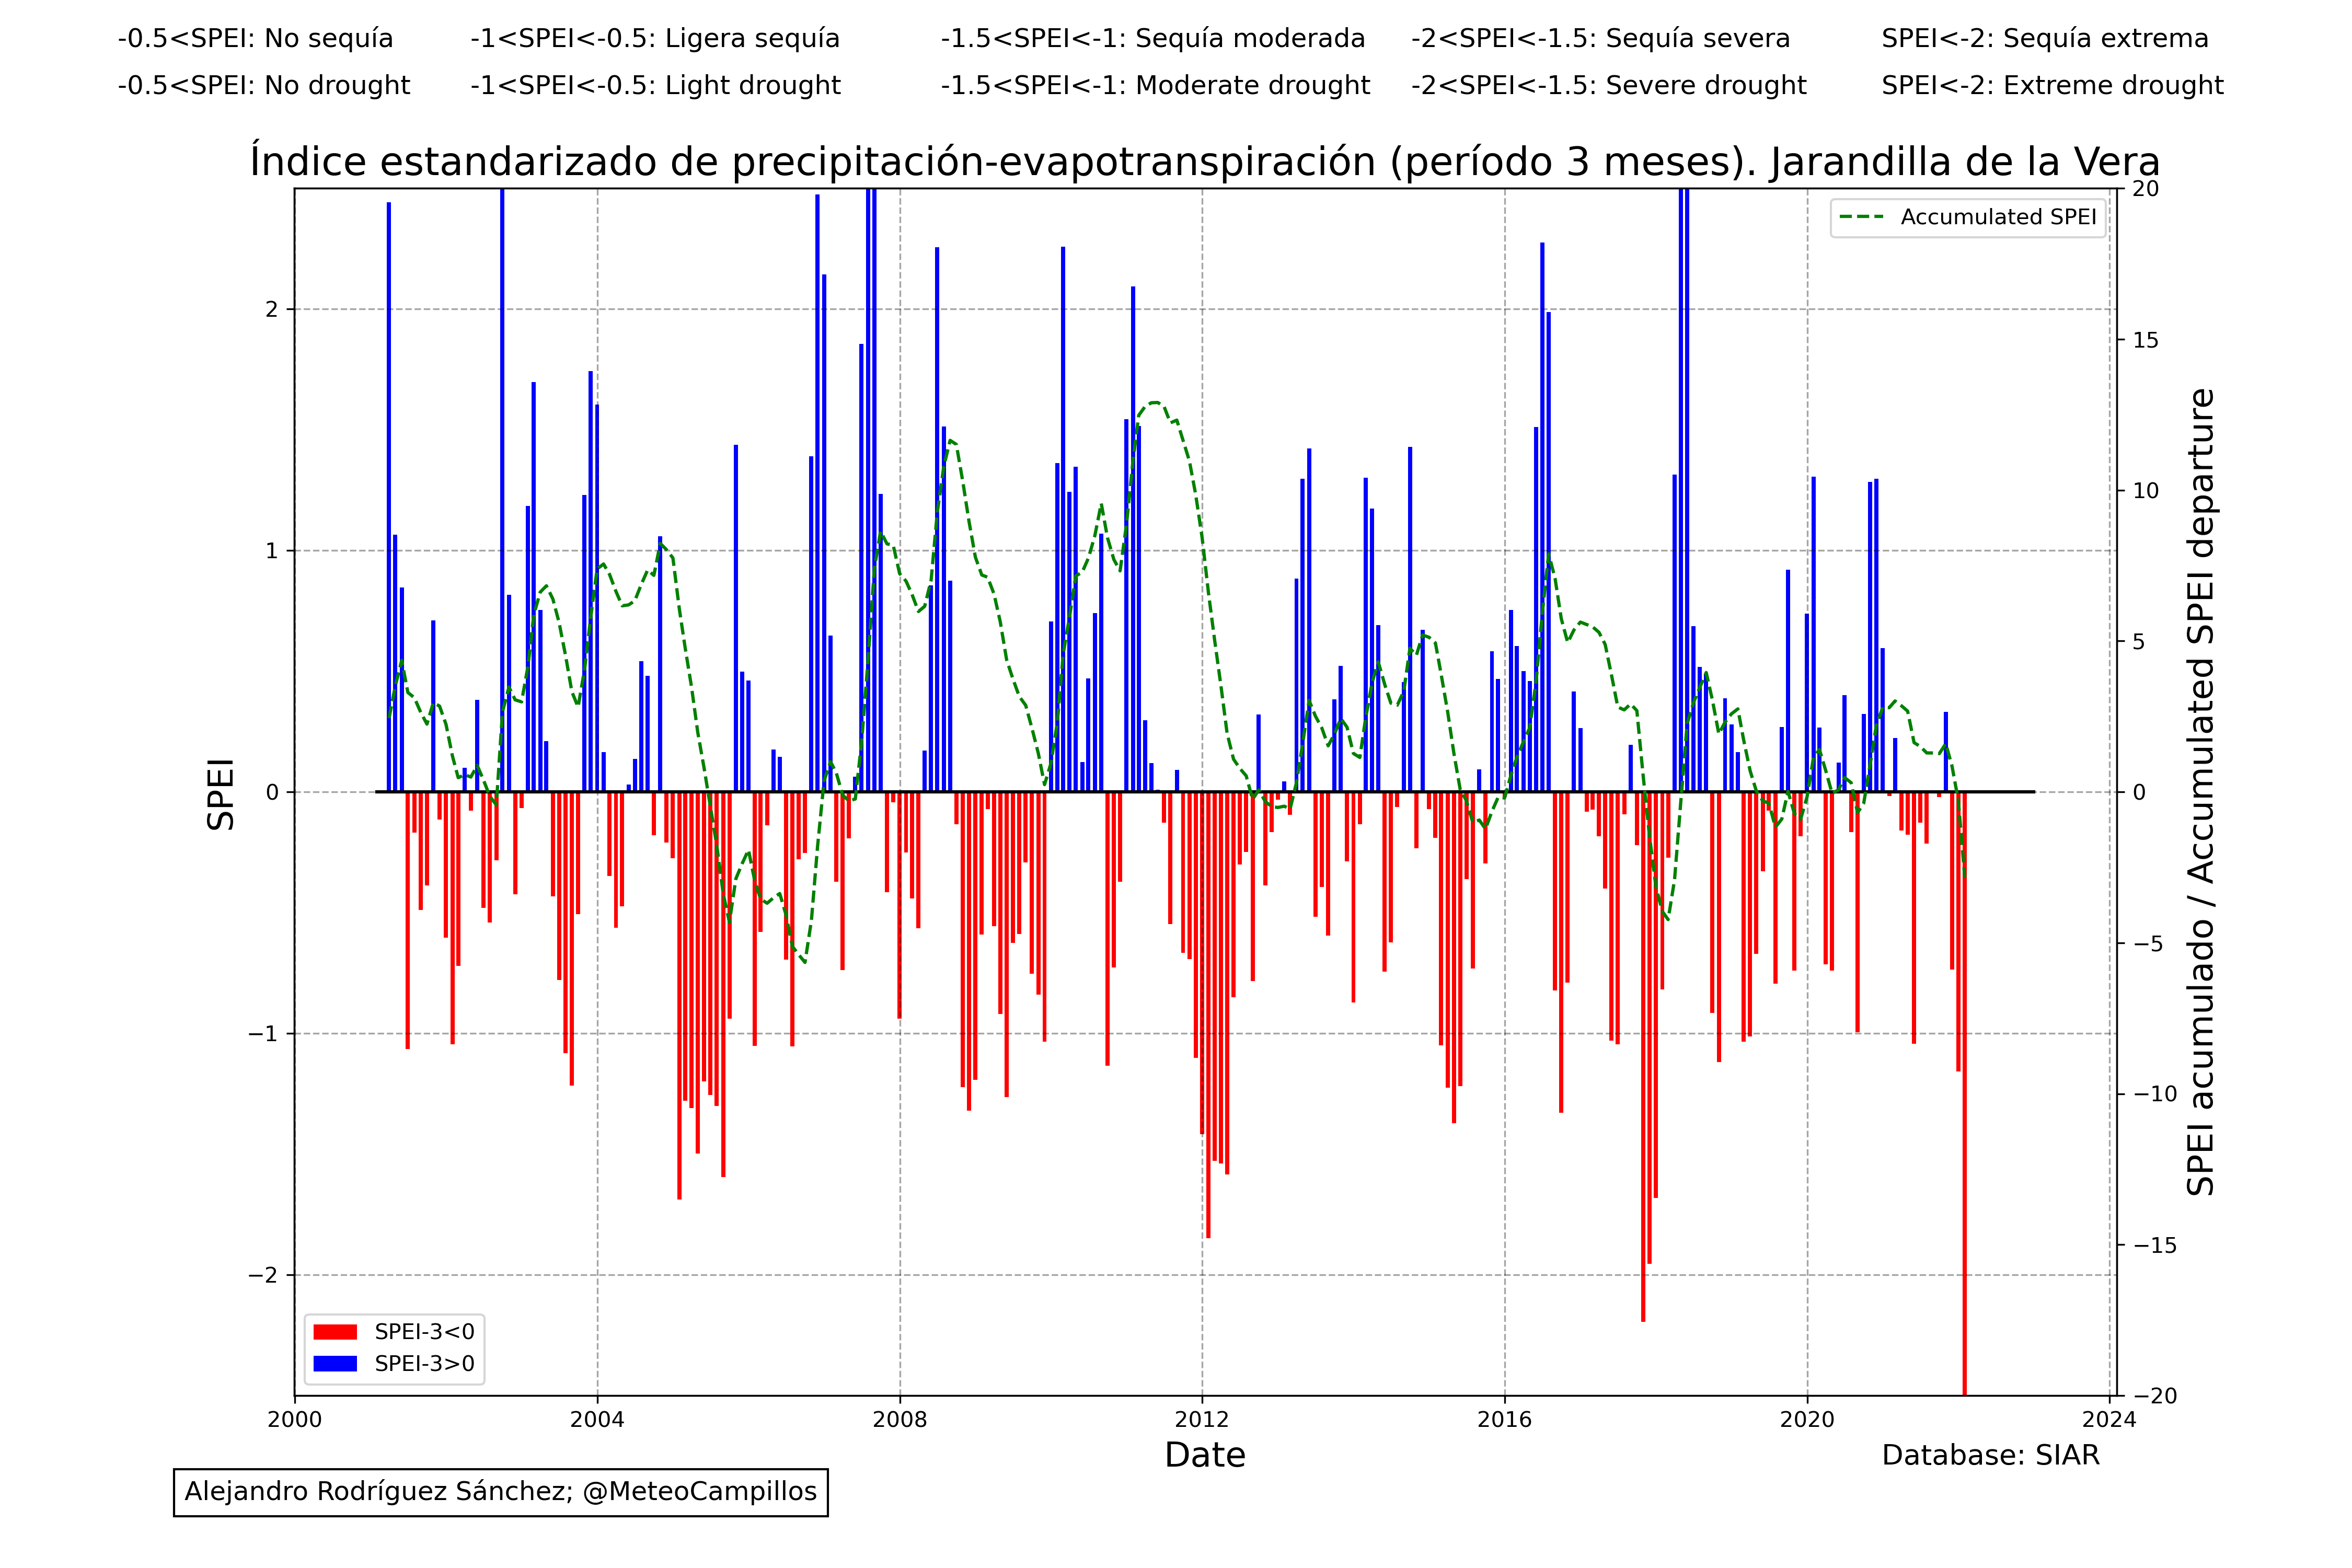 -0.5<SPEI: No sequía -1<SPEI<-0.5: Ligera sequía -1.5<SPEI<-1: Sequía moderada -2<SPEI<-1.5: Sequía severa SPEI<-2: Sequía extrema
-0.5<SPEI: No drought -1<SPEI<-0.5: Light drought -1.5<SPEI<-1: Moderate drought -2<SPEI<-1.5: Severe drought SPEI<-2: Extreme drought
Índice estandarizado de precipitación-evapotranspiración (período 3 meses). Jarandilla de la Vera
Accumulated SPEI
SPEI
2
1
0
−1
−2
20
15
10
5
0
−5
−10
−15
−20
SPEI acumulado / Accumulated SPEI departure
SPEI-3<0
SPEI-3>0
2000 2004 2008 2012 2016 2020 2024
Date
Database: SIAR
Alejandro Rodríguez Sánchez; @MeteoCampillos